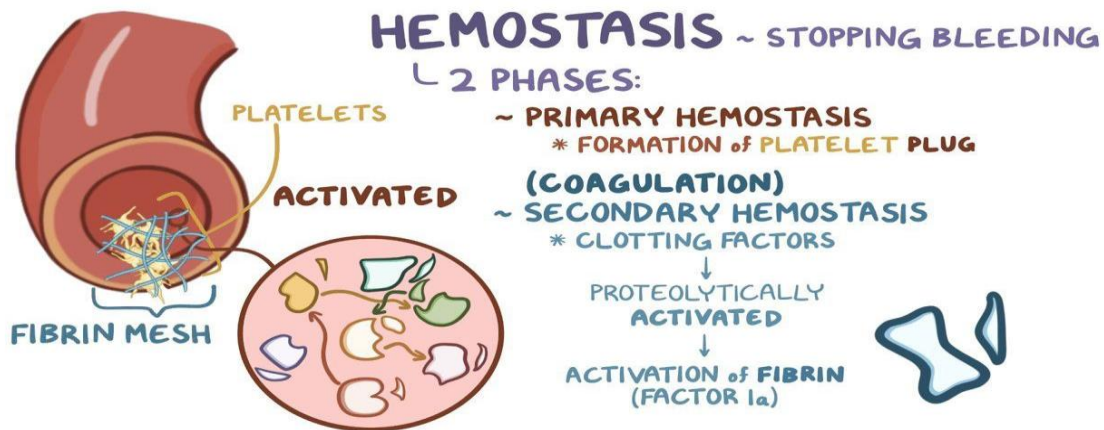 HEMOSTASIS ~ STOPPING BLEEDING
2 PHASES:
~ PRIMARY HEMOSTASIS
* FORMATION of PLATELET PLUG
(COAGULATION)
~ SECONDARY HEMOSTASIS
* CLOTTING FACTORS
PROTEOLYTICALLY
ACTIVATED
ACTIVATION of FIBRIN
(FACTOR Ia)
PLATELETS
ACTIVATED
FIBRIN MESH